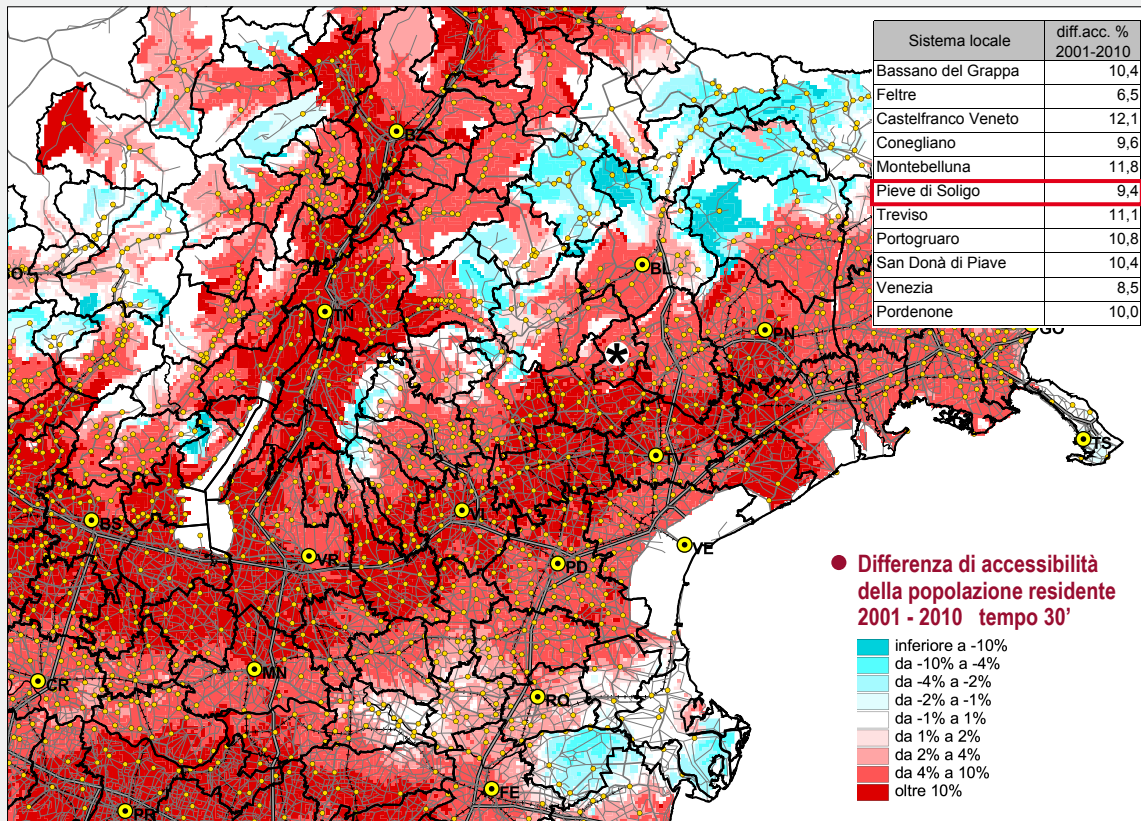 Sistema locale diff.acc. % 2001-2010
Bassano del Grappa 10,4
Feltre 6,5
Castelfranco Veneto 12,1
Conegliano 9,6
Montebelluna 11,8
Pieve di Soligo 9,4
Treviso 11,1
Portogruaro 10,8
San Donà di Piave 10,4
Venezia 8,5
Pordenone 10,0
BZ
BL
TN
PN
GO
TS
TV
VI
BS
VE
VR
PD
MN
CR
RO
FE
PR
● Differenza di accessibilità
della popolazione residente
2001 - 2010 tempo 30'
inferiore a -10%
da -10% a -4%
da -4% a -2%
da -2% a -1%
da -1% a 1%
da 1% a 2%
da 2% a 4%
da 4% a 10%
oltre 10%